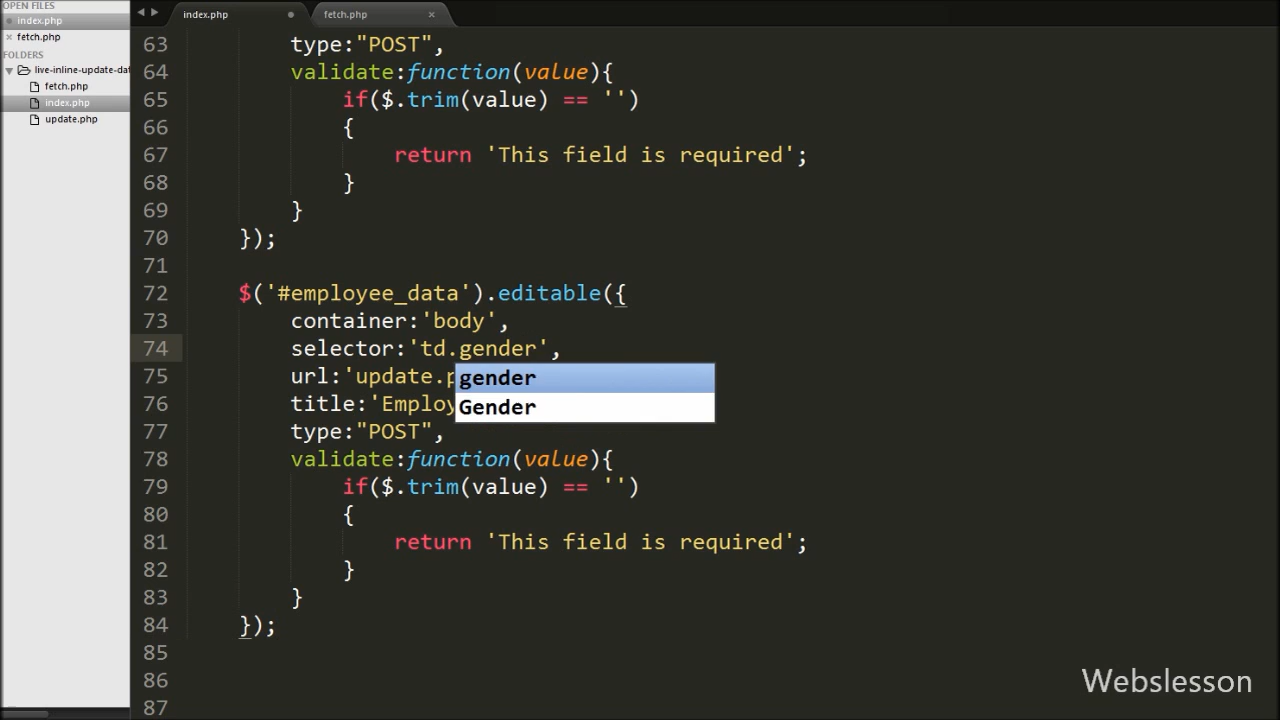 OPEN FILES
index.php
fetch.php
FOLDERS
live-inline-update-dat
fetch.php
index.php
update.php
index.php
fetch.php
63 type:"POST",
64 validate:function(value){
65 if($.trim(value) == '')
66 {
67 return 'This field is required';
68 }
69 }
70 });
71
72 $('#employee_data').editable({
73 container:'body',
74 selector:'td.gender',
75 url:'update.p
gender
76 title:'Employ
Gender
77 type:"POST",
78 validate:function(value){
79 if($.trim(value) == '')
80 {
81 return 'This field is required';
82 }
83 }
84 });
85
86
87
Webslesson